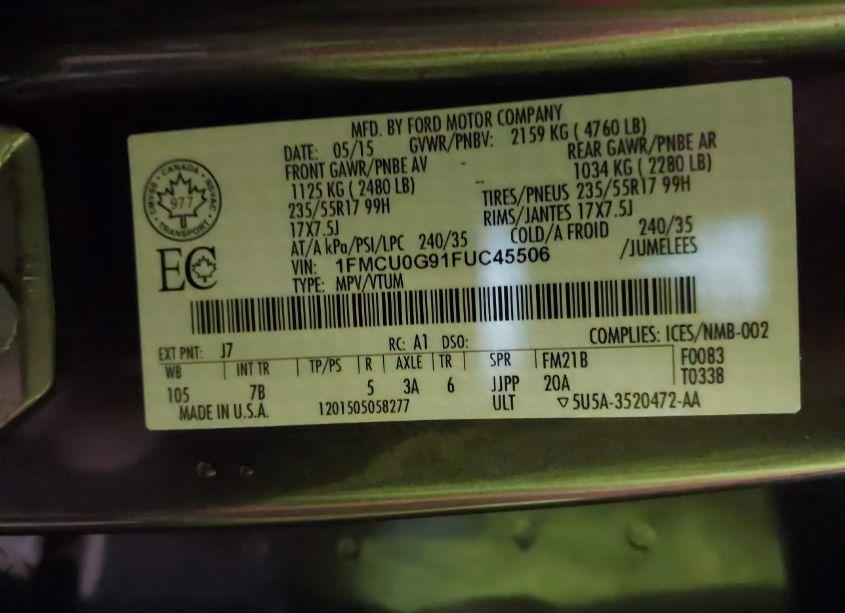 MFD. BY FORD MOTOR COMPANY
DATE: 05/15 GVWR/PNBV: 2159 KG ( 4760 LB)
FRONT GAWR/PNBE AV - REAR GAWR/PNBE AR
1125 KG ( 2480 LB) - 1034 KG ( 2280 LB)
235/55R17 99H TIRES/PNEUS 235/55R17 99H
17X7.5J RIMS/JANTES 17X7.5J
AT/A kPa/PSI/LPC 240/35 COLD/A FROID 240/35
VIN: 1FMCU0G91FUC45506 /JUMELEES
TYPE: MPV/VTUM
CANADA
977
TRANSPORT
EC
EXT PNT: J7 RC: A1 DSO: COMPLIES: ICES/NMB-002
WB INT TR TP/PS R AXLE TR SPR FM21B F0083
105 7B 5 3A 6 JJPP 20A T0338
MADE IN U.S.A. 1201505058277 ULT ▽5U5A-3520472-AA